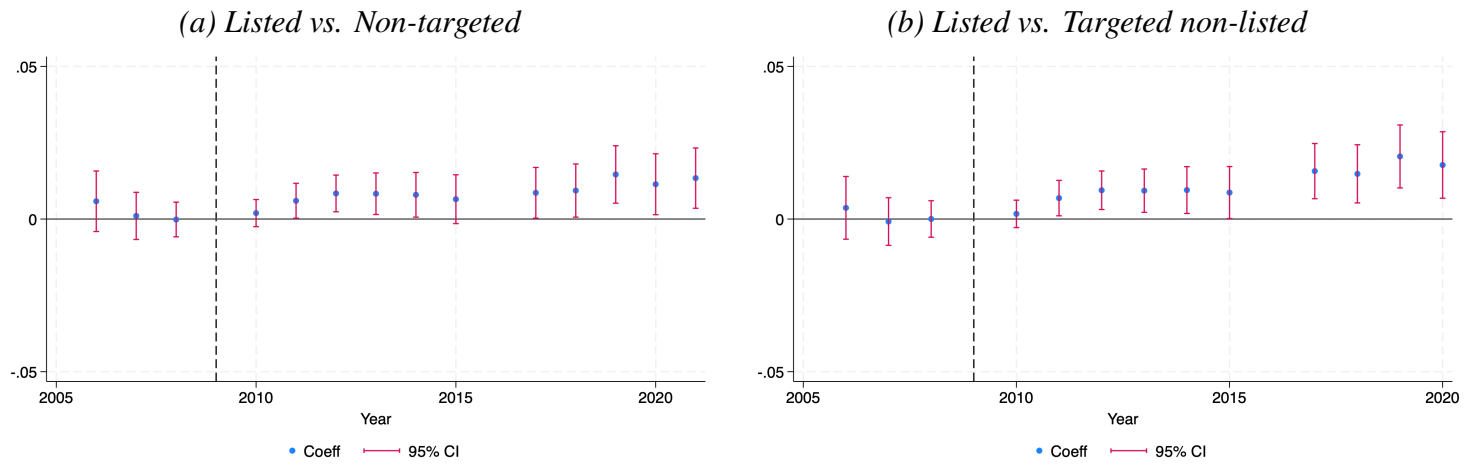 (a) Listed vs. Non-targeted
.05
0
-.05
2005 2010 2015 2020
Year
Coeff 95% CI
(b) Listed vs. Targeted non-listed
.05
0
-.05
2005 2010 2015 2020
Year
Coeff 95% CI